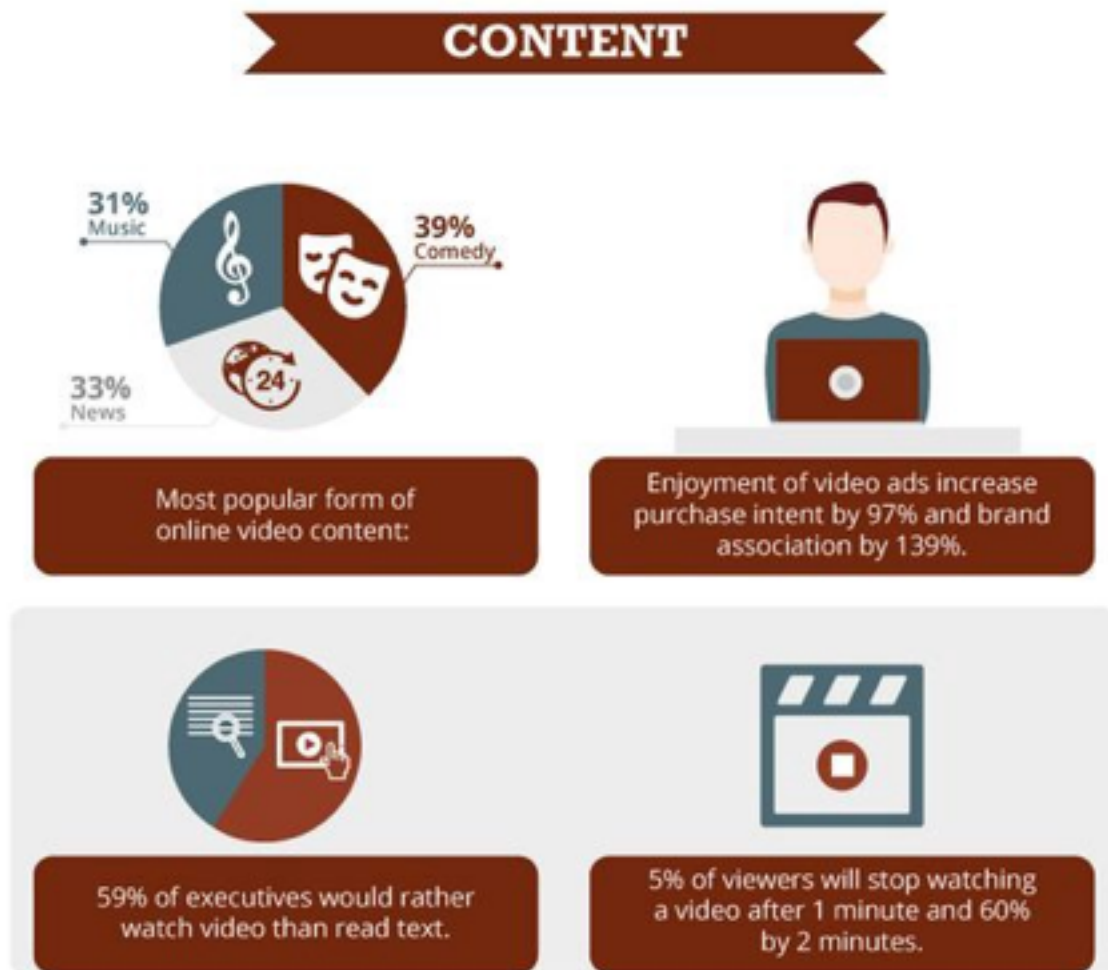 CONTENT
31%
Music
39%
Comedy
24
33%
News
Most popular form of
online video content:
Enjoyment of video ads increase
purchase intent by 97% and brand
association by 139%.
59% of executives would rather
watch video than read text.
5% of viewers will stop watching
a video after 1 minute and 60%
by 2 minutes.